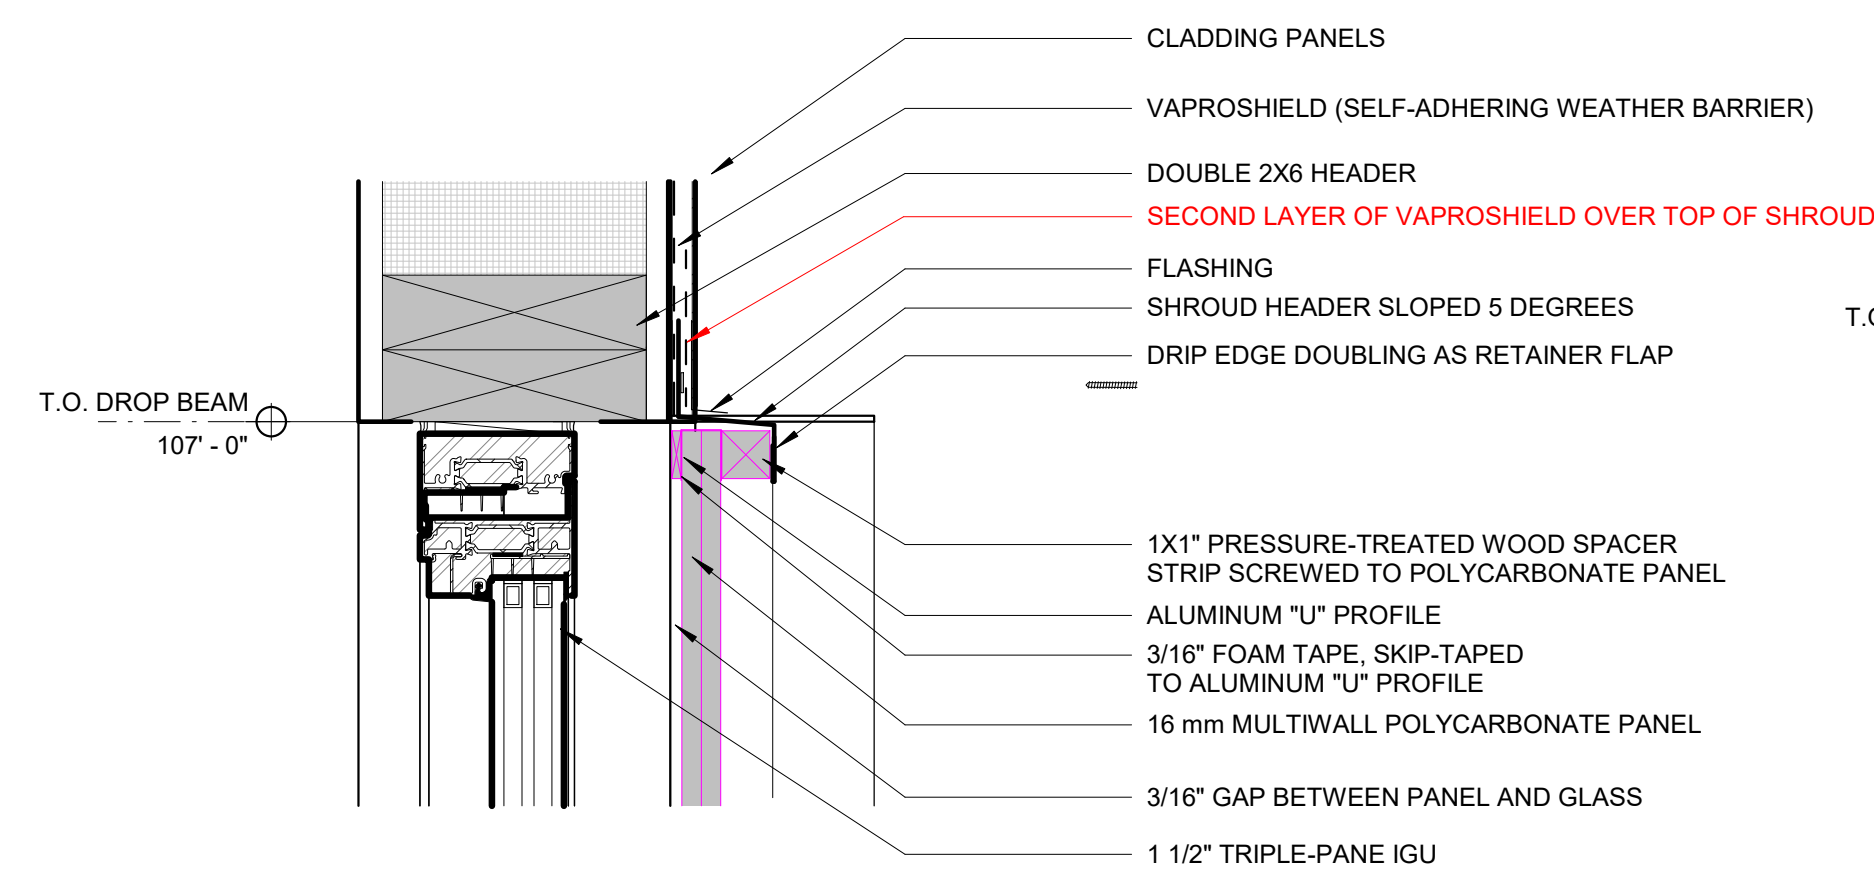 CLADDING PANELS
VAPROSHIELD (SELF-ADHERING WEATHER BARRIER)
DOUBLE 2X6 HEADER
SECOND LAYER OF VAPROSHIELD OVER TOP OF SHROUD
FLASHING
SHROUD HEADER SLOPED 5 DEGREES
T.O
DRIP EDGE DOUBLING AS RETAINER FLAP
T.O. DROP BEAM
107' - 0"
1X1" PRESSURE-TREATED WOOD SPACER
STRIP SCREWED TO POLYCARBONATE PANEL
ALUMINUM "U" PROFILE
3/16" FOAM TAPE, SKIP-TAPED
TO ALUMINUM "U" PROFILE
16 mm MULTIWALL POLYCARBONATE PANEL
3/16" GAP BETWEEN PANEL AND GLASS
1 1/2" TRIPLE-PANE IGU